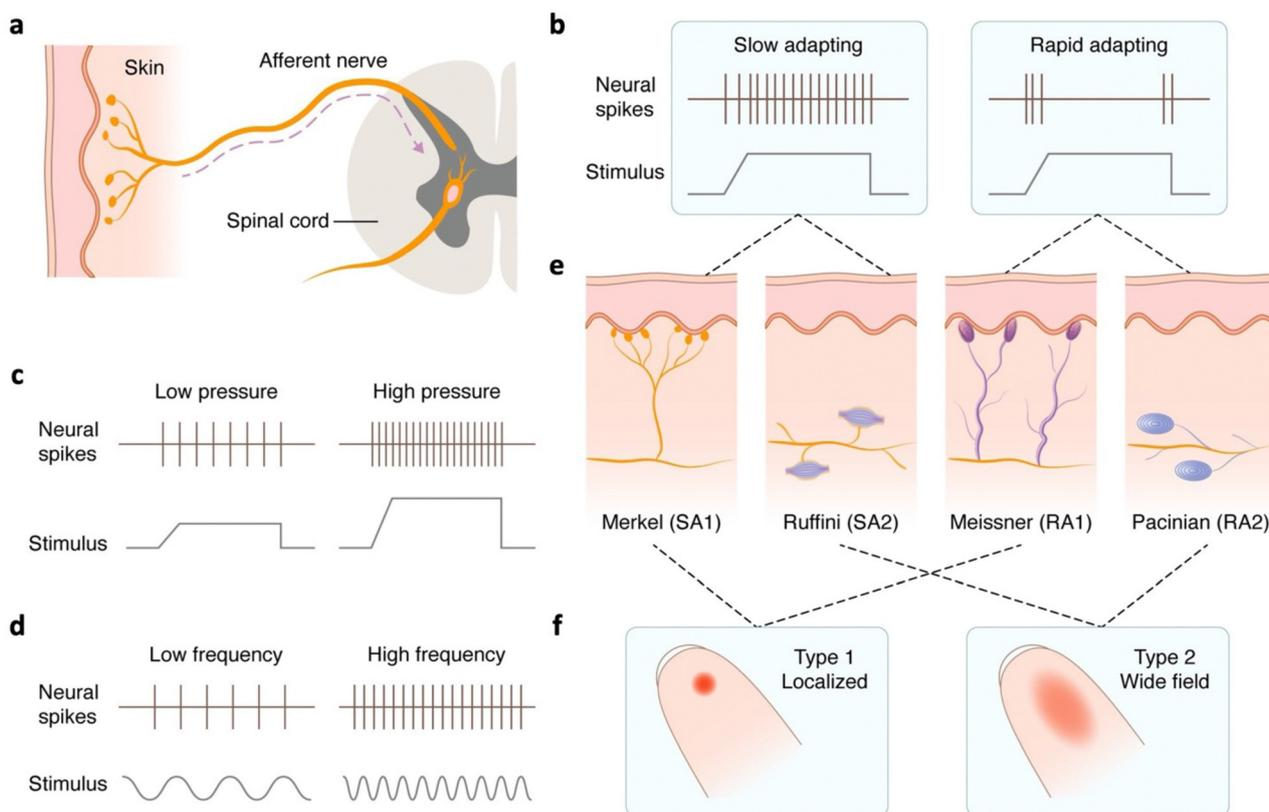 a
Skin
Afferent nerve
Spinal cord
b
Slow adapting
Rapid adapting
Neural
spikes
Stimulus
c
Low pressure
High pressure
Neural
spikes
Stimulus
d
Low frequency
High frequency
Neural
spikes
Stimulus
e
Merkel (SA1)
Ruffini (SA2)
Meissner (RA1)
Pacinian (RA2)
f
Type 1
Localized
Type 2
Wide field